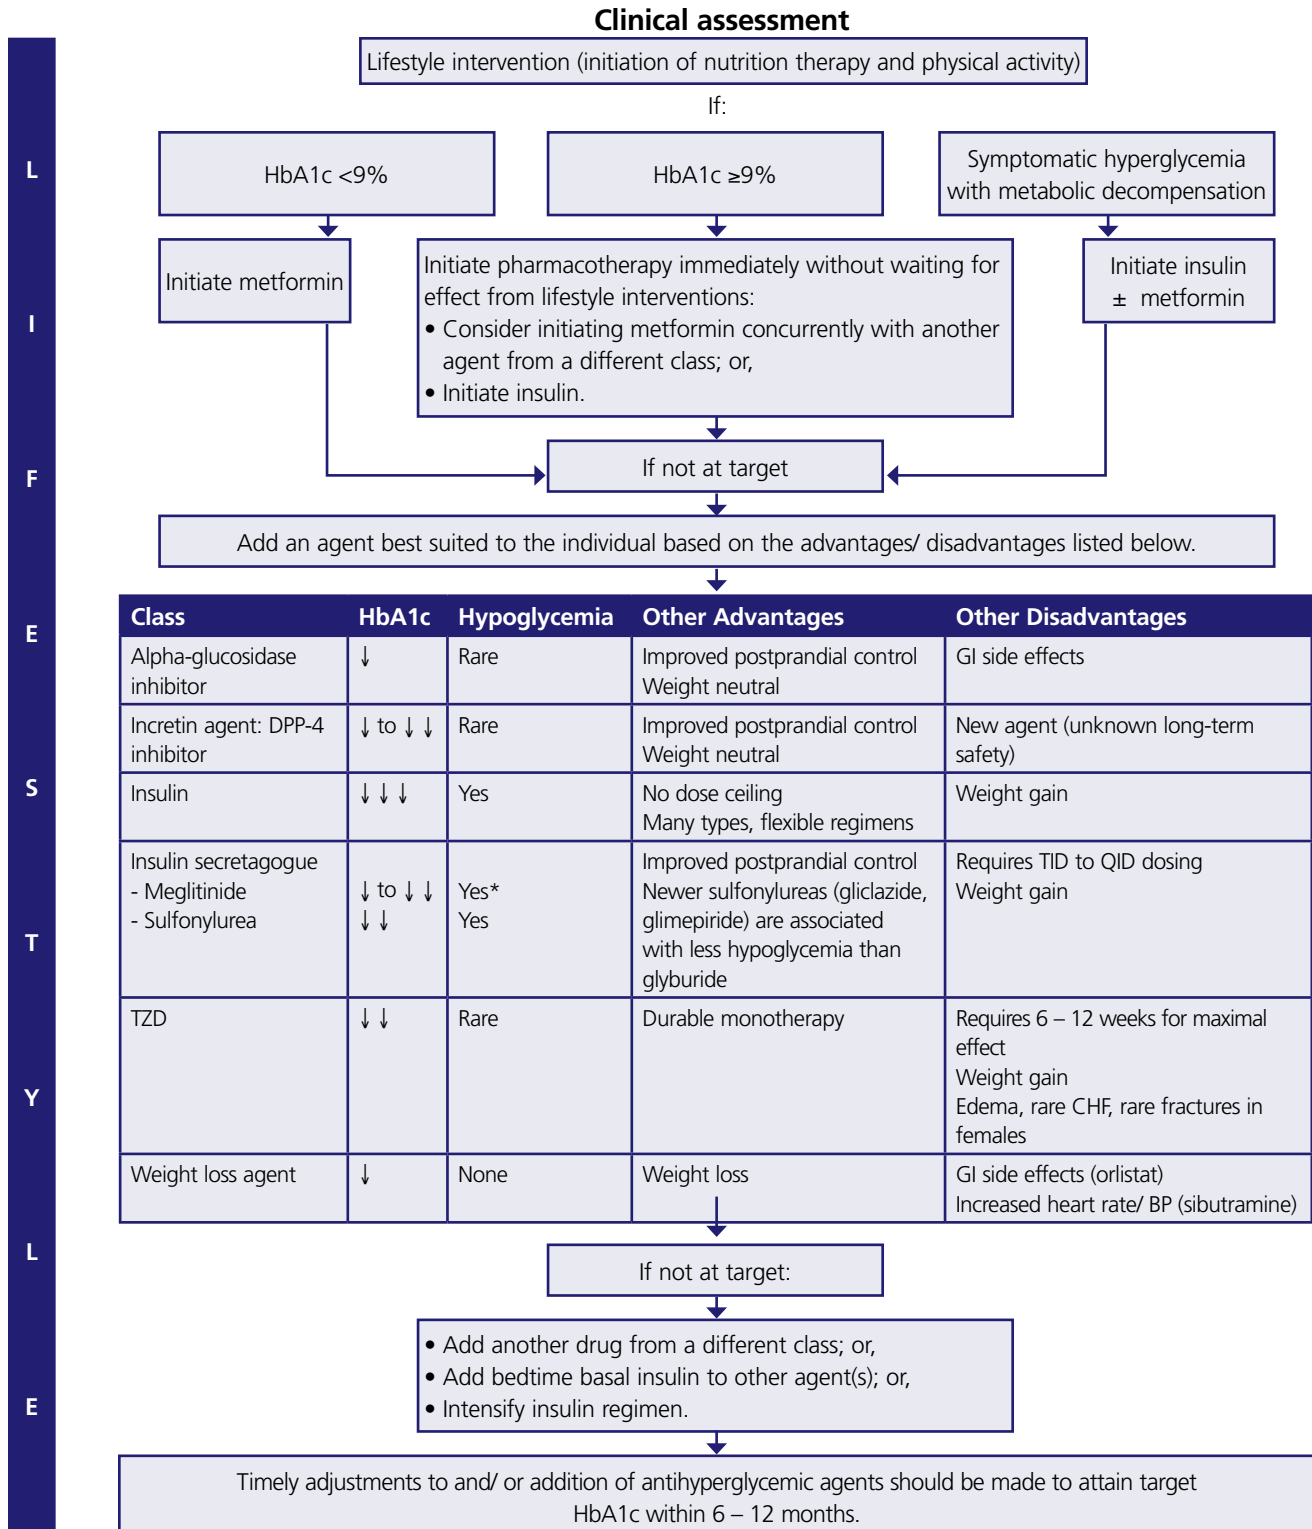 Clinical assessment
Lifestyle intervention (initiation of nutrition therapy and physical activity)
If:
HbA1c <9%
HbA1c ≥9%
Symptomatic hyperglycemia
with metabolic decompensation
Initiate metformin
Initiate pharmacotherapy immediately without waiting for
effect from lifestyle interventions:
• Consider initiating metformin concurrently with another
agent from a different class; or,
• Initiate insulin.
Initiate insulin
± metformin
If not at target
Add an agent best suited to the individual based on the advantages/ disadvantages listed below.
Class HbA1c Hypoglycemia Other Advantages Other Disadvantages
Alpha-glucosidase ↓ Rare Improved postprandial control GI side effects
inhibitor Weight neutral
Incretin agent: DPP-4 ↓ to ↓ ↓ Rare Improved postprandial control New agent (unknown long-term
inhibitor Weight neutral safety)
Insulin ↓ ↓ ↓ Yes No dose ceiling Weight gain
Many types, flexible regimens
Insulin secretagogue Improved postprandial control Requires TID to QID dosing
- Meglitinide ↓ to ↓ ↓ Yes* Newer sulfonylureas (gliclazide, Weight gain
- Sulfonylurea ↓ ↓ Yes glimepiride) are associated
with less hypoglycemia than
glyburide
TZD ↓ ↓ Rare Durable monotherapy Requires 6 – 12 weeks for maximal
effect
Weight gain
Edema, rare CHF, rare fractures in
females
Weight loss agent ↓ None Weight loss GI side effects (orlistat)
Increased heart rate/ BP (sibutramine)
If not at target:
• Add another drug from a different class; or,
• Add bedtime basal insulin to other agent(s); or,
• Intensify insulin regimen.
Timely adjustments to and/ or addition of antihyperglycemic agents should be made to attain target
HbA1c within 6 – 12 months.
L
I
F
E
S
T
Y
L
E